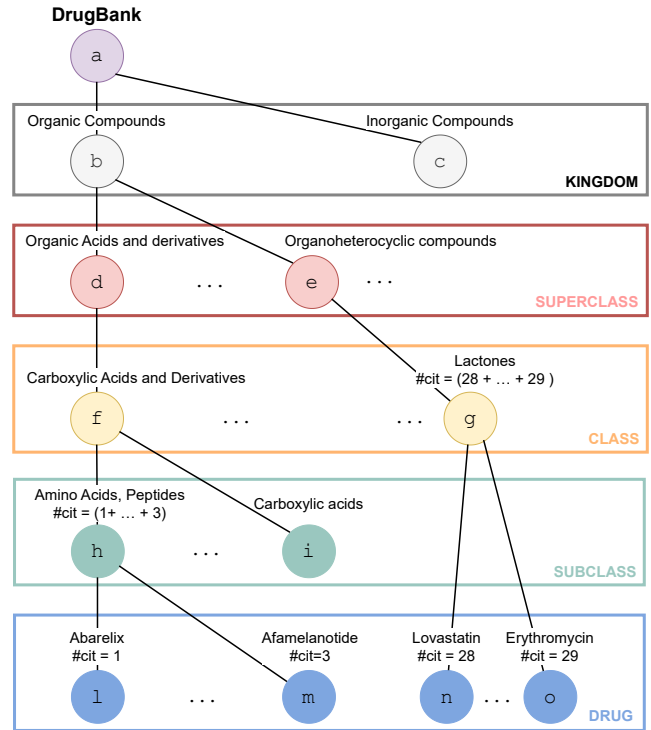 DrugBank
a
Organic Compounds
Inorganic Compounds
b
c
KINGDOM
Organic Acids and derivatives
Organoheterocyclic compounds
d
...
e
...
SUPERCLASS
Lactones
#cit = (28 + ... + 29 )
Carboxylic Acids and Derivatives
f
...
...
g
CLASS
Amino Acids, Peptides
#cit = (1+ ... + 3)
Carboxylic acids
h
...
i
SUBCLASS
Abarelix
#cit = 1
Afamelanotide
#cit=3
Lovastatin
#cit = 28
Erythromycin
#cit = 29
l
...
m
n
...
o
DRUG